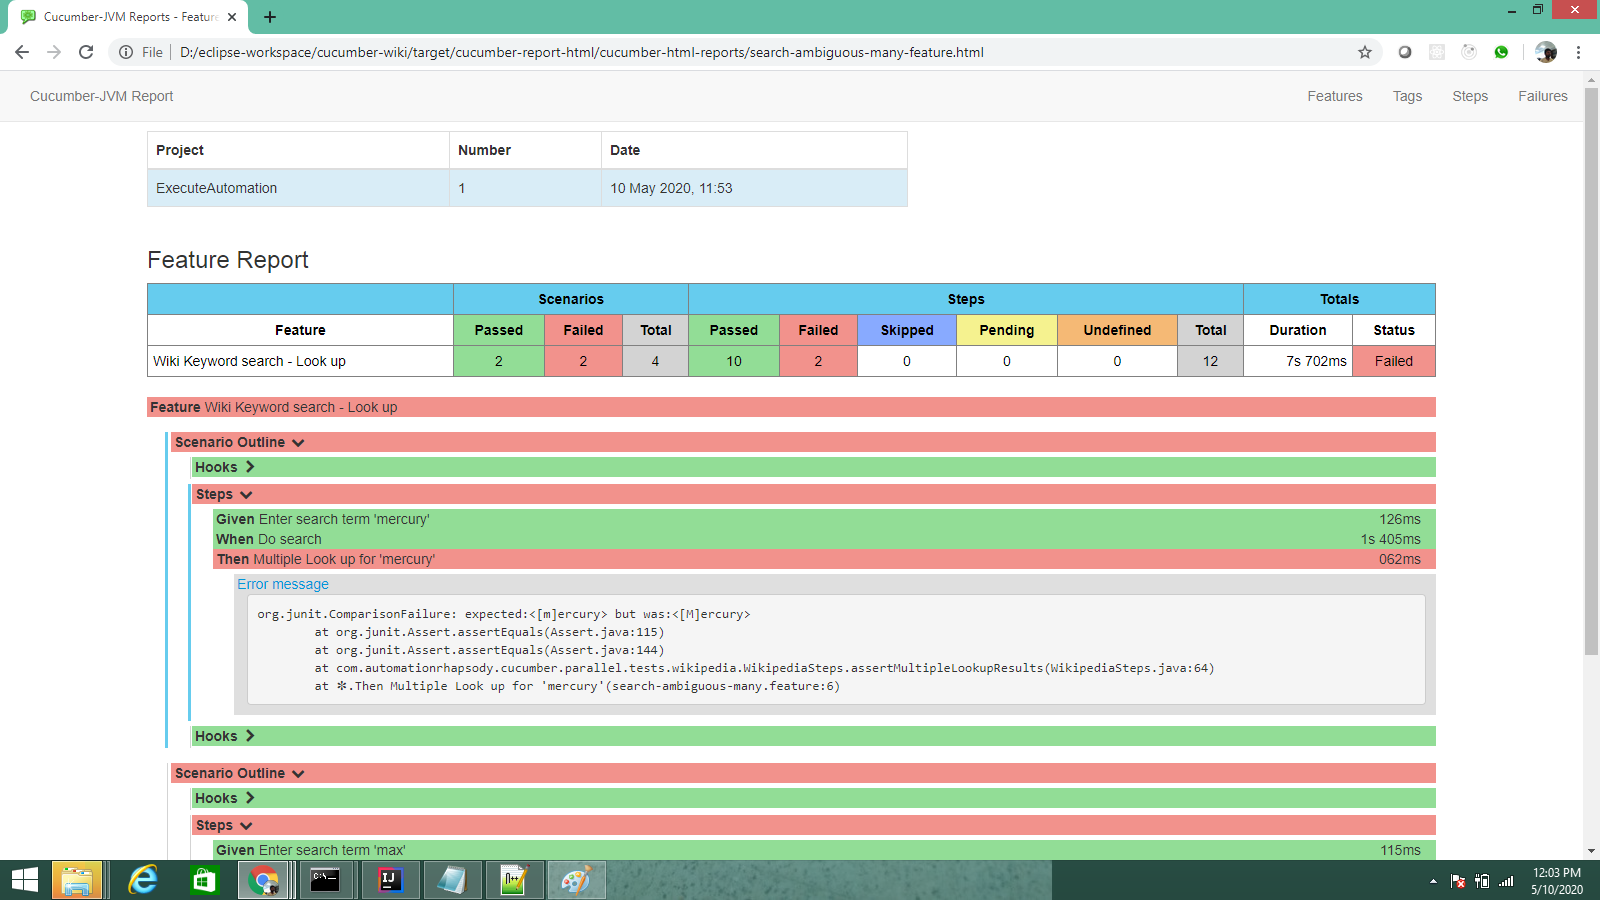 Cucumber-JVM Reports - Feature
File D:/eclipse-workspace/cucumber-wiki/target/cucumber-report-html/cucumber-html-reports/search-ambiguous-many-feature.html
Cucumber-JVM Report Features Tags Steps Failures
Project Number Date
ExecuteAutomation 1 10 May 2020, 11:53
Feature Report
Scenarios Steps Totals
Feature Passed Failed Total Passed Failed Skipped Pending Undefined Total Duration Status
Wiki Keyword search - Look up 2 2 4 10 2 0 0 0 12 7s 702ms Failed
Feature Wiki Keyword search - Look up
Scenario Outline
Hooks
Steps
Given Enter search term 'mercury' 126ms
When Do search 1s 405ms
Then Multiple Look up for 'mercury' 062ms
Error message
org.junit.ComparisonFailure: expected:<[m]ercury> but was:<[M]ercury>
at org.junit.Assert.assertEquals(Assert.java:115)
at org.junit.Assert.assertEquals(Assert.java:144)
at com.automationrhapsody.cucumber.parallel.tests.wikipedia.WikipediaSteps.assertMultipleLookupResults(WikipediaSteps.java:64)
at ✽.Then Multiple Look up for 'mercury'(search-ambiguous-many.feature:6)
Hooks
Scenario Outline
Hooks
Steps
Given Enter search term 'max' 115ms
12:03 PM
5/10/2020